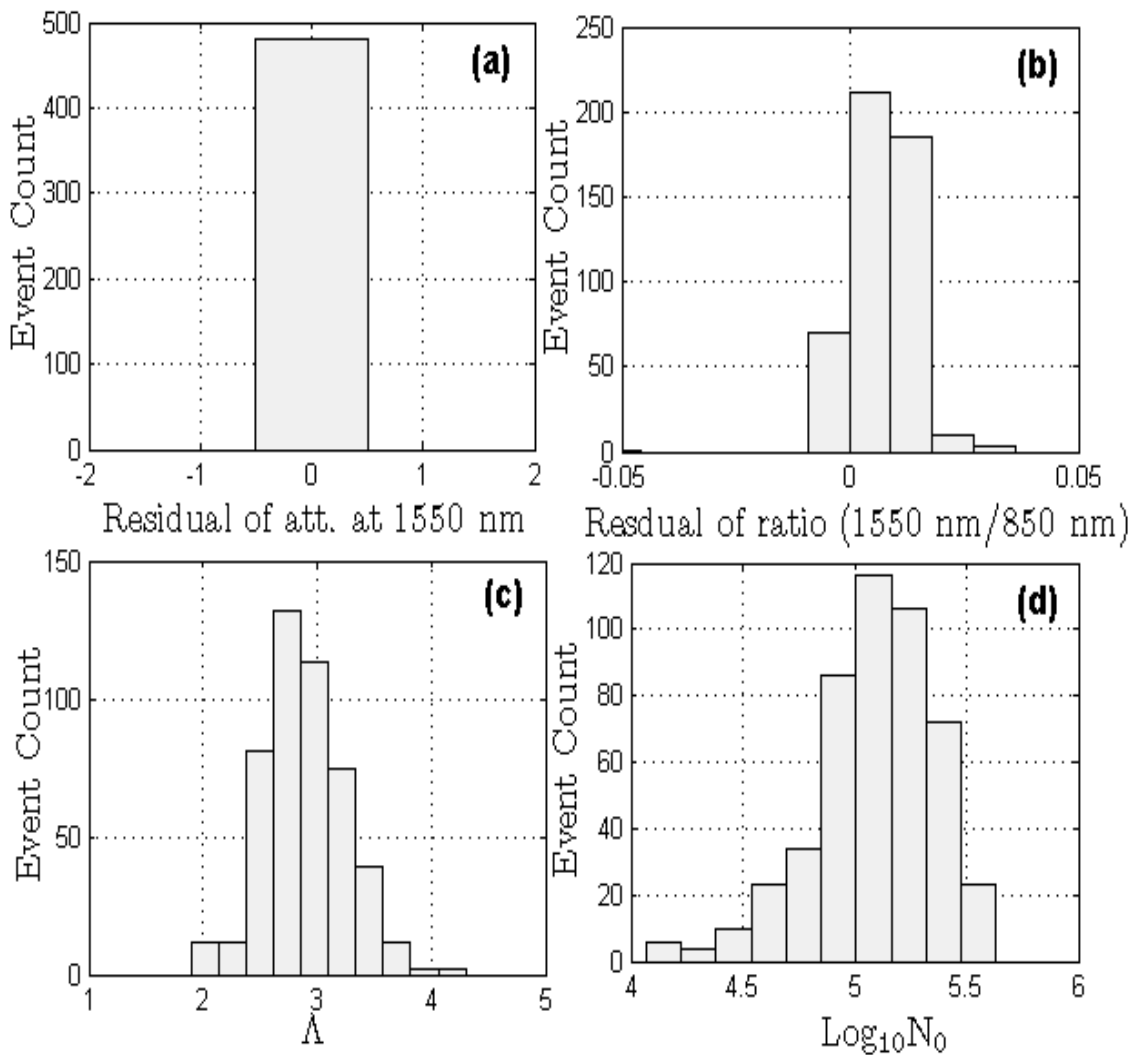 500
400
300
200
100
0
Event Count
(a)
-2 -1 0 1 2
Residual of att. at 1550 nm
250
200
150
100
50
0
Event Count
(b)
-0.05 0 0.05
Resdual of ratio (1550 nm/850 nm)
150
100
50
0
Event Count
(c)
1 2 3 4 5
Λ
120
100
80
60
40
20
0
Event Count
(d)
4 4.5 5 5.5 6
Log₁₀N₀